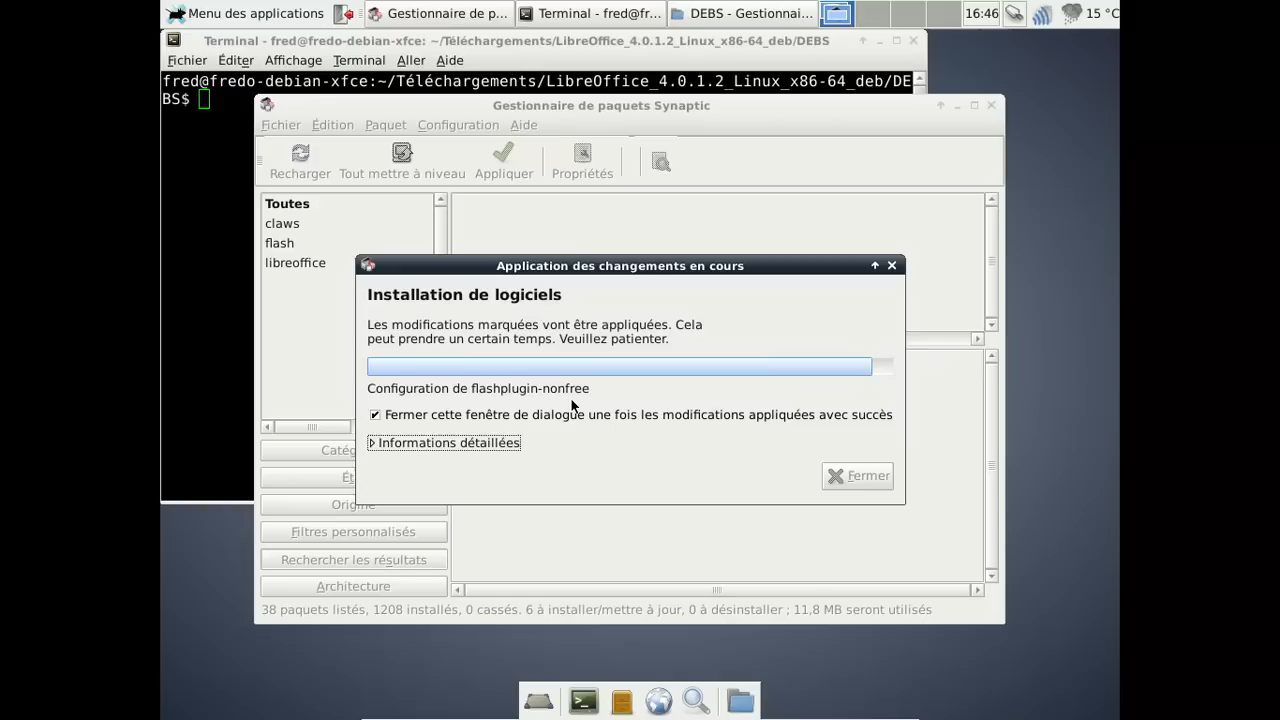 Menu des applications
Gestionnaire de p...
Terminal - fred@fr...
DEBS - Gestionnai...
16:46
15 °C
Terminal - fred@fredo-debian-xfce: ~/Téléchargements/LibreOffice_4.0.1.2_Linux_x86-64_deb/DEBS
Fichier Édition Affichage Terminal Aller Aide
fred@fredo-debian-xfce:~/Téléchargements/LibreOffice_4.0.1.2_Linux_x86-64_deb/DE
BS$
Gestionnaire de paquets Synaptic
Fichier Édition Paquet Configuration Aide
Recharger Tout mettre à niveau Appliquer Propriétés
Toutes
claws
flash
libreoffice
Application des changements en cours
Installation de logiciels
Les modifications marquées vont être appliquées. Cela
peut prendre un certain temps. Veuillez patienter.
Configuration de flashplugin-nonfree
Fermer cette fenêtre de dialogue une fois les modifications appliquées avec succès
Informations détaillées
Fermer
Catég
Ét
Origine
Filtres personnalisés
Rechercher les résultats
Architecture
38 paquets listés, 1208 installés, 0 cassés. 6 à installer/mettre à jour, 0 à désinstaller ; 11,8 MB seront utilisés